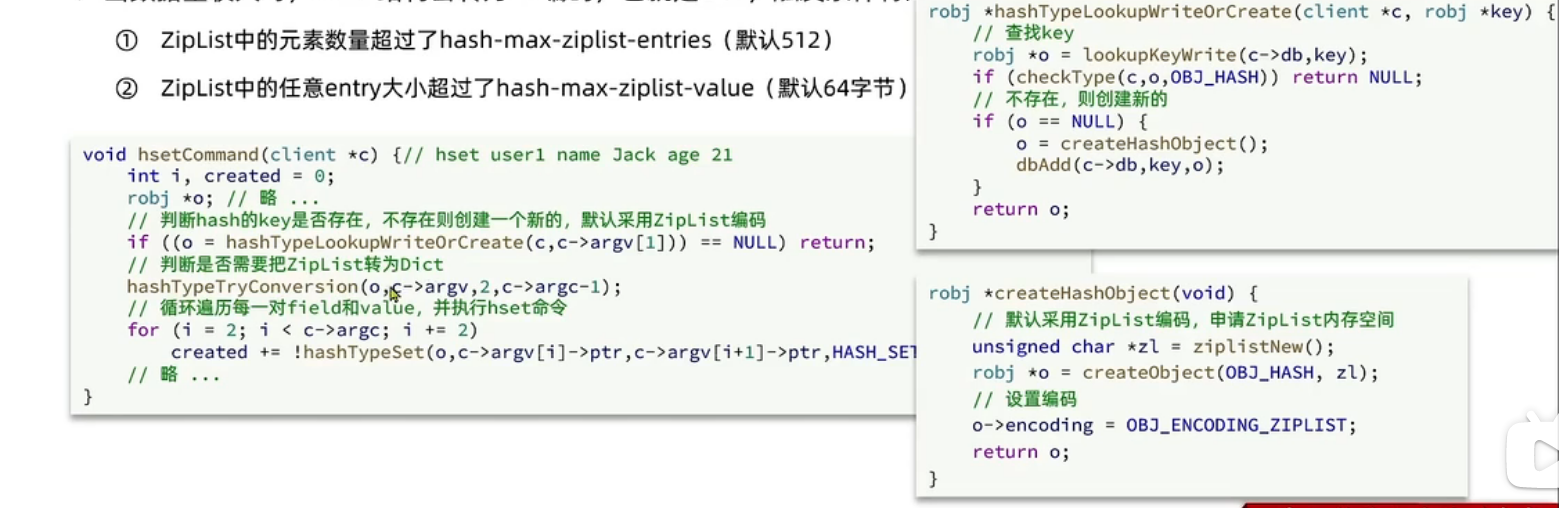 ① ZipList中的元素数量超过了hash-max-ziplist-entries（默认512）
② ZipList中的任意entry大小超过了hash-max-ziplist-value（默认64字节）
void hsetCommand(client *c) {// hset user1 name Jack age 21
    int i, created = 0;
    robj *o; // 略 ...
    // 判断hash的key是否存在，不存在则创建一个新的，默认采用ZipList编码
    if ((o = hashTypeLookupWriteOrCreate(c,c->argv[1])) == NULL) return;
    // 判断是否需要把ZipList转为Dict
    hashTypeTryConversion(o,c->argv,2,c->argc-1);
    // 循环遍历每一对field和value，并执行hset命令
    for (i = 2; i < c->argc; i += 2)
        created += !hashTypeSet(o,c->argv[i]->ptr,c->argv[i+1]->ptr,HASH_SET
    // 略 ...
}
robj *hashTypeLookupWriteOrCreate(client *c, robj *key) {
    // 查找key
    robj *o = lookupKeyWrite(c->db,key);
    if (checkType(c,o,OBJ_HASH)) return NULL;
    // 不存在，则创建新的
    if (o == NULL) {
        o = createHashObject();
        dbAdd(c->db,key,o);
    }
    return o;
}
robj *createHashObject(void) {
    // 默认采用ZipList编码，申请ZipList内存空间
    unsigned char *zl = ziplistNew();
    robj *o = createObject(OBJ_HASH, zl);
    // 设置编码
    o->encoding = OBJ_ENCODING_ZIPLIST;
    return o;
}